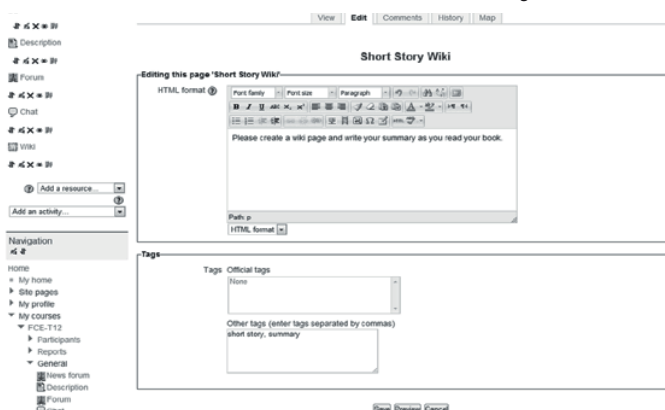 View Edit Comments History Map
Description
Short Story Wiki
Forum
Editing this page 'Short Story Wiki'
HTML format
Font family Font size Paragraph
Chat
Wiki
Please create a wiki page and write your summary as you read your book.
Add a resource...
Add an activity...
Path: p
HTML format
Navigation
Tags
Home
My home
Site pages
My profile
My courses
FCE-T12
Participants
Reports
General
News forum
Description
Forum
Chat
Tags Official tags
None
Other tags (enter tags separated by commas)
short story, summary
Save Preview Cancel